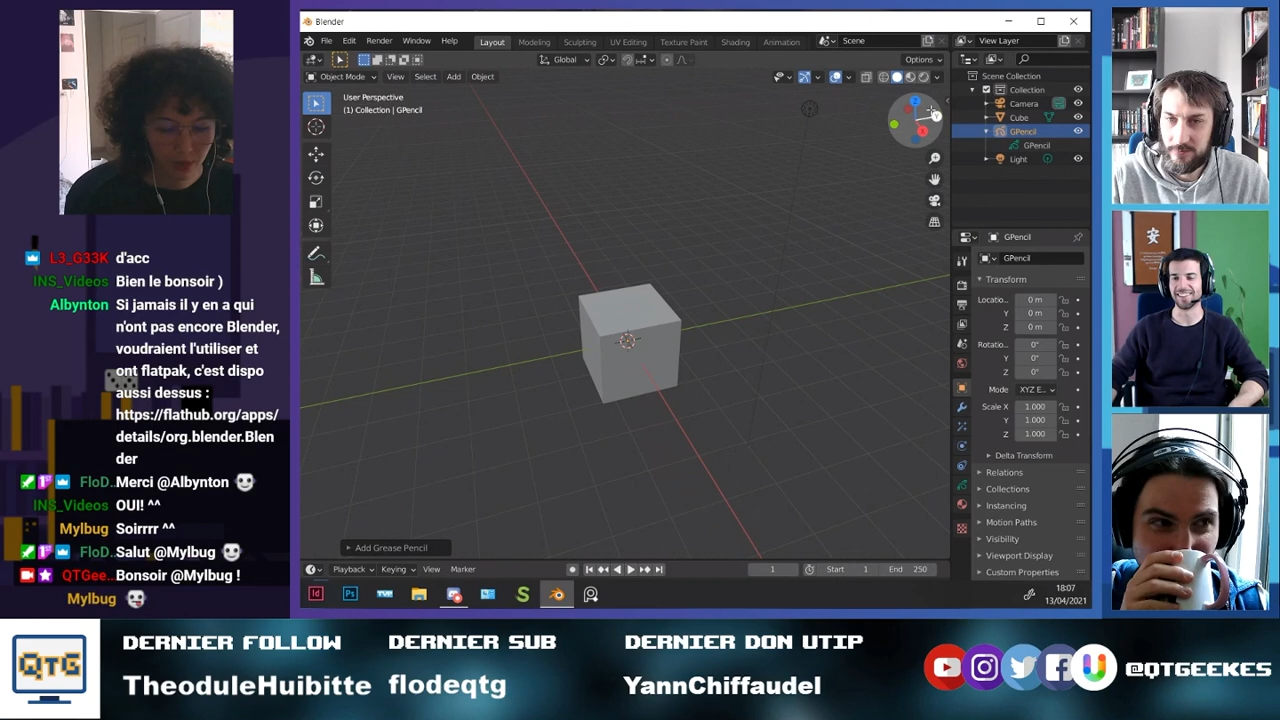 L3_G33K d'acc
INS_Videos Bien le bonsoir )
Albynton Si jamais il y en a qui
n'ont pas encore Blender,
voudraient l'utiliser et
ont flatpak, c'est dispo
aussi dessus :
https://flathub.org/apps/
details/org.blender.Blen
der
FloD.. Merci @Albynton
INS_Videos OUI! ^^
Mylbug Soirrrr ^^
FloD.. Salut @Mylbug
QTGee.. Bonsoir @Mylbug !
Mylbug
Blender
File Edit Render Window Help Layout Modeling Sculpting UV Editing Texture Paint Shading Animation Scene View Layer
Global Options
Object Mode View Select Add Object
User Perspective
(1) Collection | GPencil
Z
Y
X
Scene Collection
Collection
Camera
Cube
GPencil
GPencil
Light
GPencil
GPencil
Transform
Locatio.. 0 m
Y 0 m
Z 0 m
Rotatio.. 0°
Y 0°
Z 0°
Mode XYZ E..
Scale X 1.000
Y 1.000
Z 1.000
Delta Transform
Relations
Collections
Instancing
Motion Paths
Visibility
Viewport Display
Custom Properties
Add Grease Pencil
Playback Keying View Marker 1 Start 1 End 250
Id Ps S
18:07
13/04/2021
安
QTG
DERNIER FOLLOW
TheoduleHuibitte
DERNIER SUB
flodeqtg
DERNIER DON UTIP
YannChiffaudel
@QTGEEKES